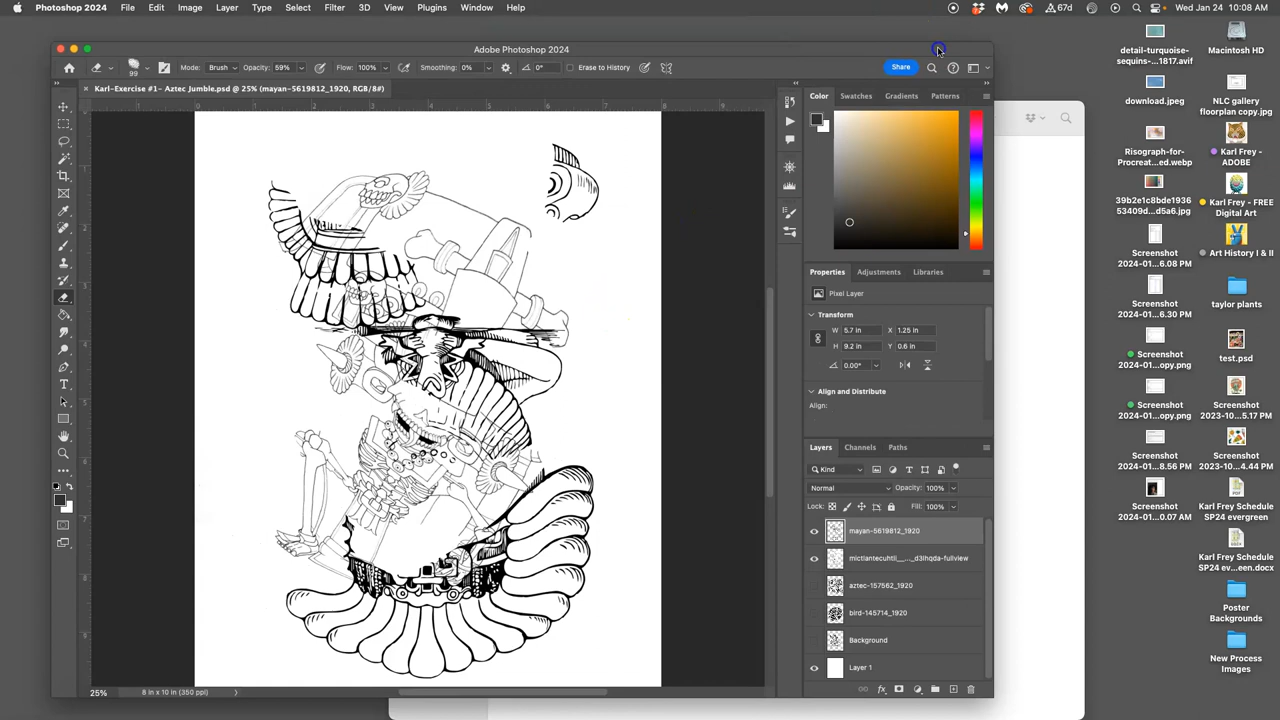 Photoshop 2024 File Edit Image Layer Type Select Filter 3D View Plugins Window Help 67d Wed Jan 24 10:08 AM
Adobe Photoshop 2024
99 Mode: Brush Opacity: 59% Flow: 100% Smoothing: 0% 0° Erase to History Share
Karl-Exercise #1- Aztec Jumble.psd @ 25% (mayan-5619812_1920, RGB/8#)
Color Swatches Gradients Patterns
Properties Adjustments Libraries
Pixel Layer
Transform
W 5.7 in X 1.25 in
H 9.2 in Y 0.6 in
0.00°
Align and Distribute
Align:
Layers Channels Paths
Kind
Normal Opacity: 100%
Lock: Fill: 100%
mayan-5619812_1920
mictlantecuhtli__..._d3lhqda-fullview
aztec-157562_1920
bird-145714_1920
Background
Layer 1
25% 8 in x 10 in (350 ppi)
detail-turquoise-
sequins_...1817.avif
Macintosh HD
download.jpeg
NLC gallery
floorplan copy.jpg
Risograph-for-
Procreat...ed.webp
Karl Frey -
ADOBE
39b2e1c8bde1936
53409d...d5a6.jpg
Karl Frey - FREE
Digital Art
Screenshot
2024-01...6.08 PM
Art History I & II
Screenshot
2024-01...6.30 PM
taylor plants
Screenshot
2024-01...opy.png
test.psd
Screenshot
2024-01...opy.png
Screenshot
2023-10...5.17 PM
Screenshot
2024-01...8.56 PM
Screenshot
2023-10...4.44 PM
Screenshot
2024-01...0.07 AM
Karl Frey Schedule
SP24 evergreen
Karl Frey Schedule
SP24 ev...een.docx
Poster
Backgrounds
New Process
Images